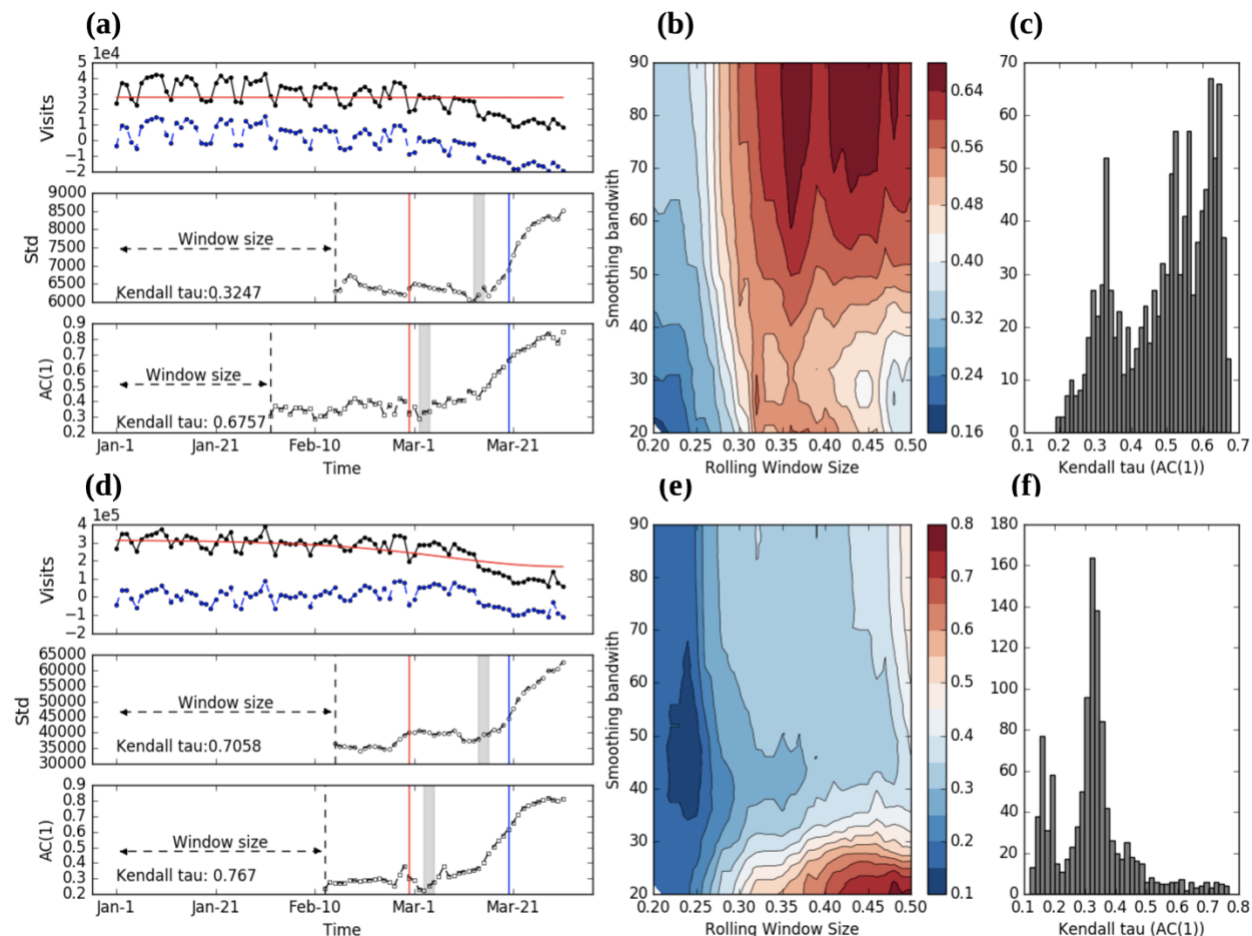 (a)
(b)
(c)
1e4
5
4
3
2
1
0
−1
−2
Visits
9000
8500
8000
7500
7000
6500
6000
Std
Window size
Kendall tau:0.3247
0.9
0.8
0.7
0.6
0.5
0.4
0.3
0.2
AC(1)
Window size
Kendall tau: 0.6757
Jan-1 Jan-21 Feb-10 Mar-1 Mar-21
Time
90
80
70
60
50
40
30
20
Smoothing bandwith
0.20 0.25 0.30 0.35 0.40 0.45 0.50
Rolling Window Size
0.64
0.56
0.48
0.40
0.32
0.24
0.16
70
60
50
40
30
20
10
0
0.1 0.2 0.3 0.4 0.5 0.6 0.7
Kendall tau (AC(1))
(d)
(e)
(f)
1e5
4
3
2
1
0
−1
−2
Visits
65000
60000
55000
50000
45000
40000
35000
30000
Std
Window size
Kendall tau:0.7058
0.9
0.8
0.7
0.6
0.5
0.4
0.3
0.2
AC(1)
Window size
Kendall tau: 0.767
Jan-1 Jan-21 Feb-10 Mar-1 Mar-21
Time
90
80
70
60
50
40
30
20
Smoothing bandwith
0.20 0.25 0.30 0.35 0.40 0.45 0.50
Rolling Window Size
0.8
0.7
0.6
0.5
0.4
0.3
0.2
0.1
180
160
140
120
100
80
60
40
20
0
0.1 0.2 0.3 0.4 0.5 0.6 0.7 0.8
Kendall tau (AC(1))